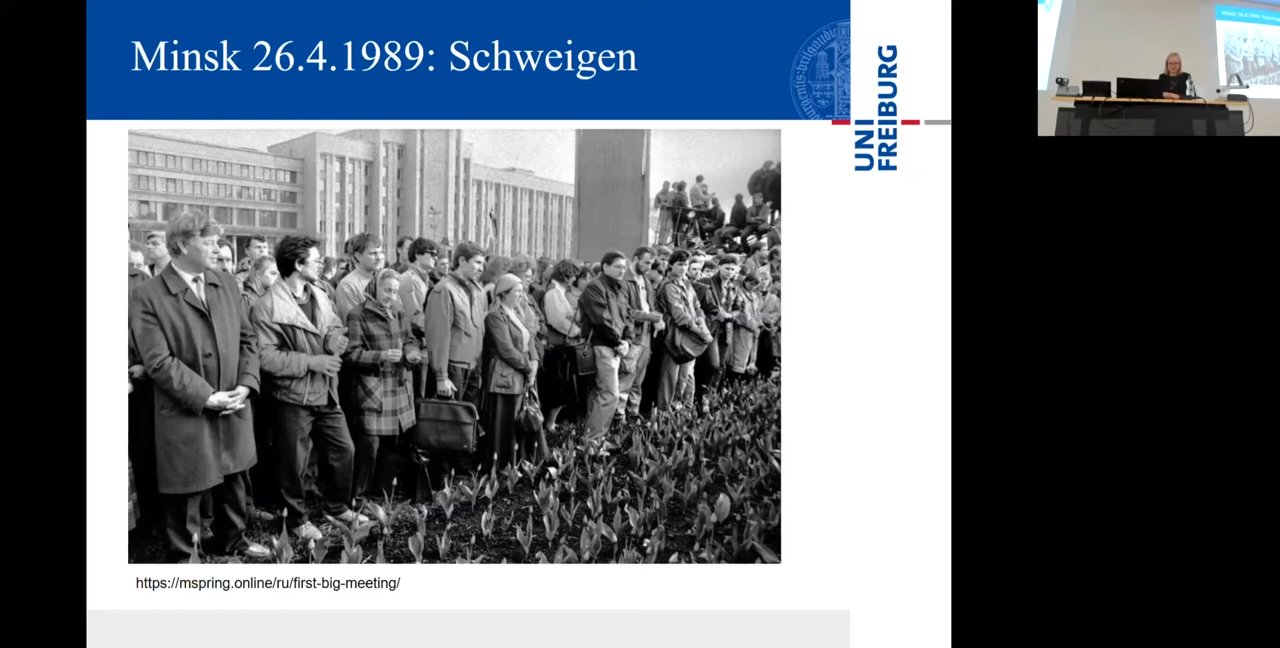 Minsk 26.4.1989: Schweigen
UNI
FREIBURG
https://mspring.online/ru/first-big-meeting/